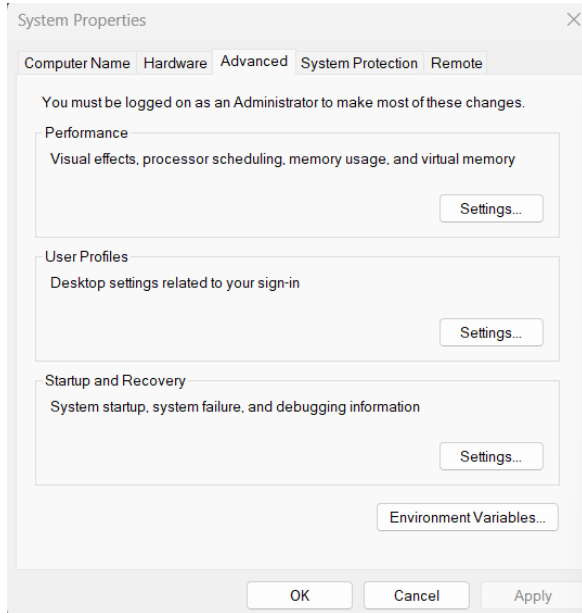 System Properties
Computer Name Hardware Advanced System Protection Remote
You must be logged on as an Administrator to make most of these changes.
Performance
Visual effects, processor scheduling, memory usage, and virtual memory
Settings...
User Profiles
Desktop settings related to your sign-in
Settings...
Startup and Recovery
System startup, system failure, and debugging information
Settings...
Environment Variables...
OK Cancel Apply